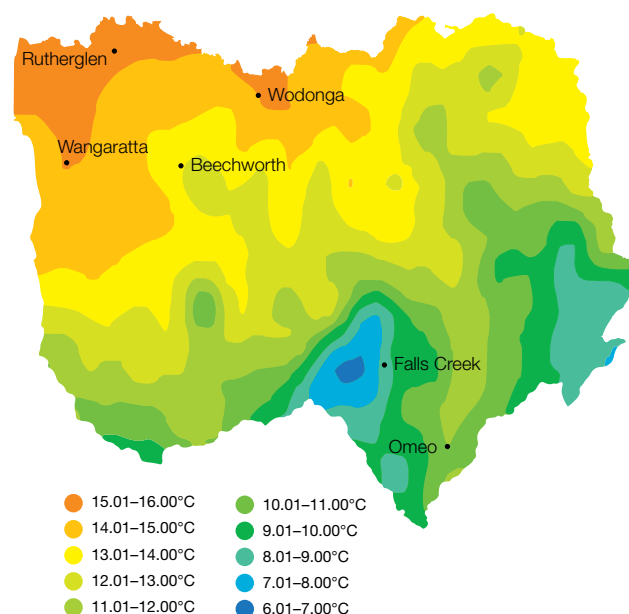 Rutherglen
Wodonga
Wangaratta
Beechworth
Falls Creek
Omeo
15.01–16.00°C
14.01–15.00°C
13.01–14.00°C
12.01–13.00°C
11.01–12.00°C
10.01–11.00°C
9.01–10.00°C
8.01–9.00°C
7.01–8.00°C
6.01–7.00°C